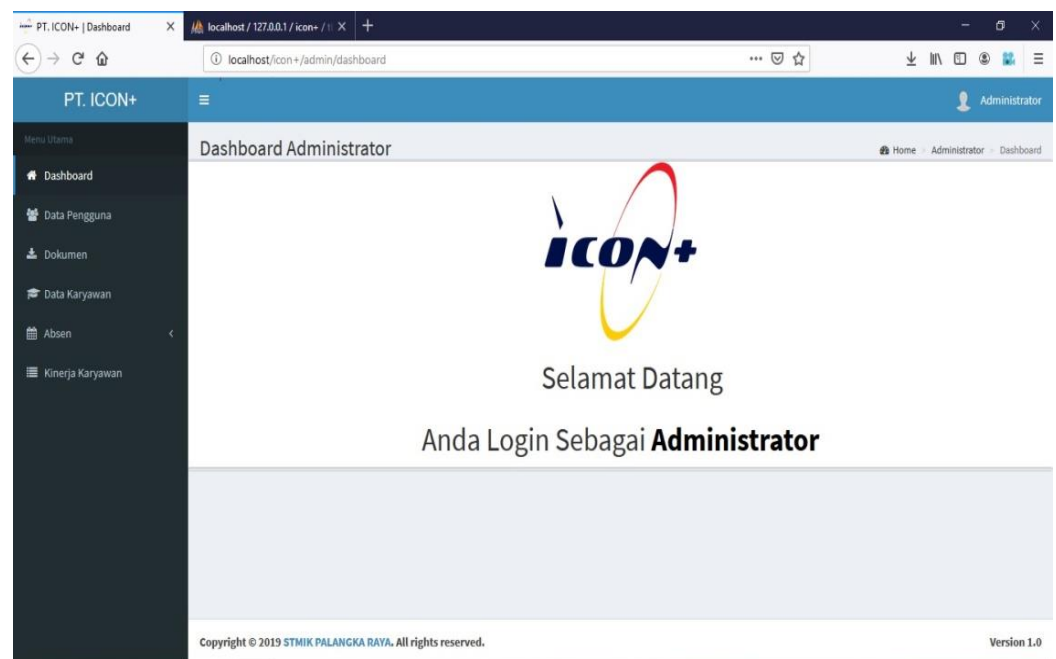 PT. ICON+ | Dashboard
localhost / 127.0.0.1 / icon+ /
localhost/icon+/admin/dashboard
PT. ICON+
Administrator
Menu Utama
Dashboard Administrator
Home > Administrator > Dashboard
Dashboard
Data Pengguna
Dokumen
Data Karyawan
Absen
Kinerja Karyawan
icon+
Selamat Datang
Anda Login Sebagai Administrator
Copyright © 2019 STMIK PALANGKA RAYA. All rights reserved.
Version 1.0